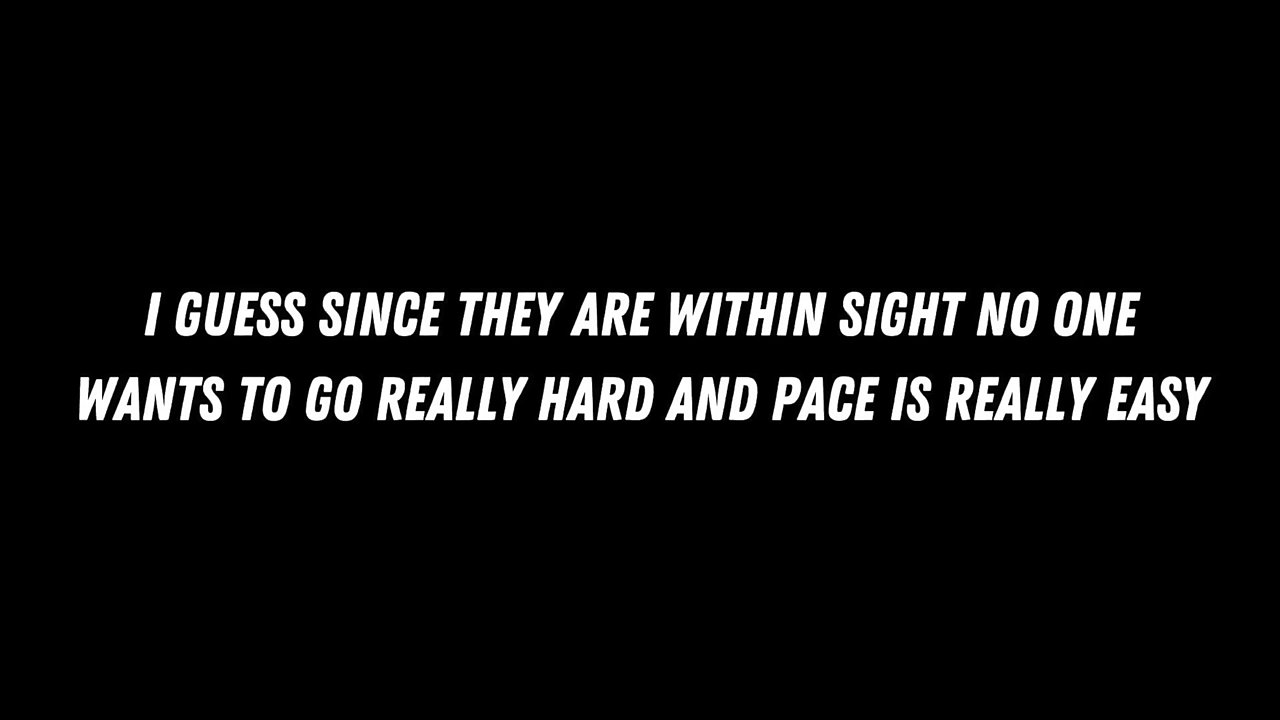 I GUESS SINCE THEY ARE WITHIN SIGHT NO ONE
WANTS TO GO REALLY HARD AND PACE IS REALLY EASY